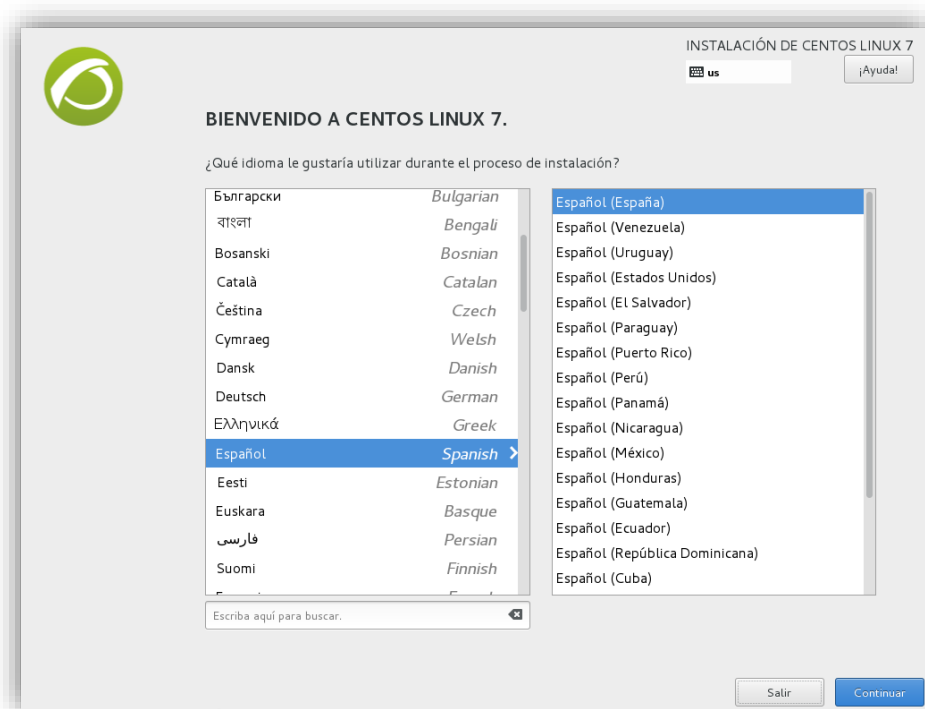 INSTALACIÓN DE CENTOS LINUX 7
us
¡Ayuda!
BIENVENIDO A CENTOS LINUX 7.
¿Qué idioma le gustaría utilizar durante el proceso de instalación?
Български Bulgarian
বাংলা Bengali
Bosanski Bosnian
Català Catalan
Čeština Czech
Cymraeg Welsh
Dansk Danish
Deutsch German
Ελληνικά Greek
Español Spanish
Eesti Estonian
Euskara Basque
فارسی Persian
Suomi Finnish
Escriba aquí para buscar.
Español (España)
Español (Venezuela)
Español (Uruguay)
Español (Estados Unidos)
Español (El Salvador)
Español (Paraguay)
Español (Puerto Rico)
Español (Perú)
Español (Panamá)
Español (Nicaragua)
Español (México)
Español (Honduras)
Español (Guatemala)
Español (Ecuador)
Español (República Dominicana)
Español (Cuba)
Salir
Continuar